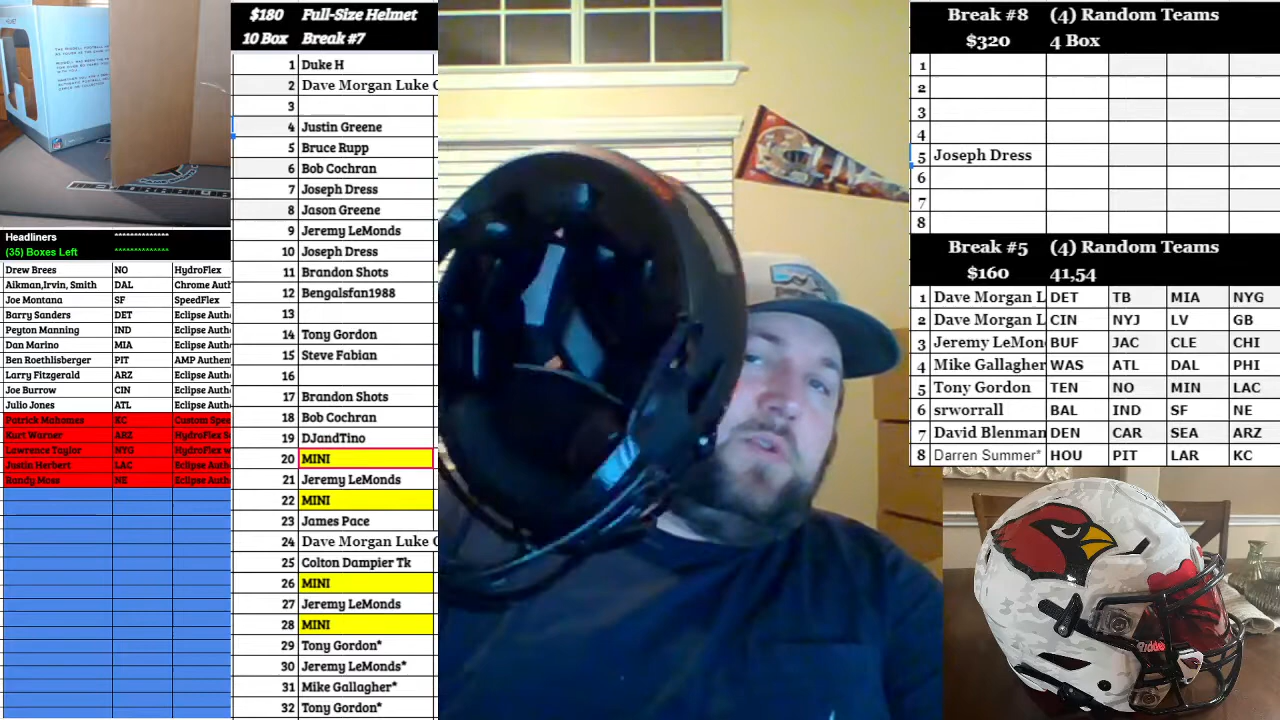 Headliners **************
(35) Boxes Left **************
Drew Brees NO HydroFlex
Aikman,Irvin, Smith DAL Chrome Auth
Joe Montana SF SpeedFlex
Barry Sanders DET Eclipse Auth
Peyton Manning IND Eclipse Auth
Dan Marino MIA Eclipse Auth
Ben Roethlisberger PIT AMP Authen
Larry Fitzgerald ARZ Eclipse Auth
Joe Burrow CIN Eclipse Auth
Julio Jones ATL Eclipse Auth
Patrick Mahomes KC Custom Spee
Kurt Warner ARZ HydroFlex S
Lawrence Taylor NYG HydroFlex w
Justin Herbert LAC Eclipse Auth
Randy Moss NE Eclipse Auth
$180 Full-Size Helmet
10 Box Break #7
1 Duke H
2 Dave Morgan Luke C
3
4 Justin Greene
5 Bruce Rupp
6 Bob Cochran
7 Joseph Dress
8 Jason Greene
9 Jeremy LeMonds
10 Joseph Dress
11 Brandon Shots
12 Bengalsfan1988
13
14 Tony Gordon
15 Steve Fabian
16
17 Brandon Shots
18 Bob Cochran
19 DJandTino
20 MINI
21 Jeremy LeMonds
22 MINI
23 James Pace
24 Dave Morgan Luke C
25 Colton Dampier Tk
26 MINI
27 Jeremy LeMonds
28 MINI
29 Tony Gordon*
30 Jeremy LeMonds*
31 Mike Gallagher*
32 Tony Gordon*
Break #8 (4) Random Teams
$320 4 Box
1
2
3
4
5 Joseph Dress
6
7
8
Break #5 (4) Random Teams
$160 41,54
1 Dave Morgan L DET TB MIA NYG
2 Dave Morgan L CIN NYJ LV GB
3 Jeremy LeMon BUF JAC CLE CHI
4 Mike Gallagher WAS ATL DAL PHI
5 Tony Gordon TEN NO MIN LAC
6 srworrall BAL IND SF NE
7 David Blenman DEN CAR SEA ARZ
8 Darren Summer* HOU PIT LAR KC
Riddell